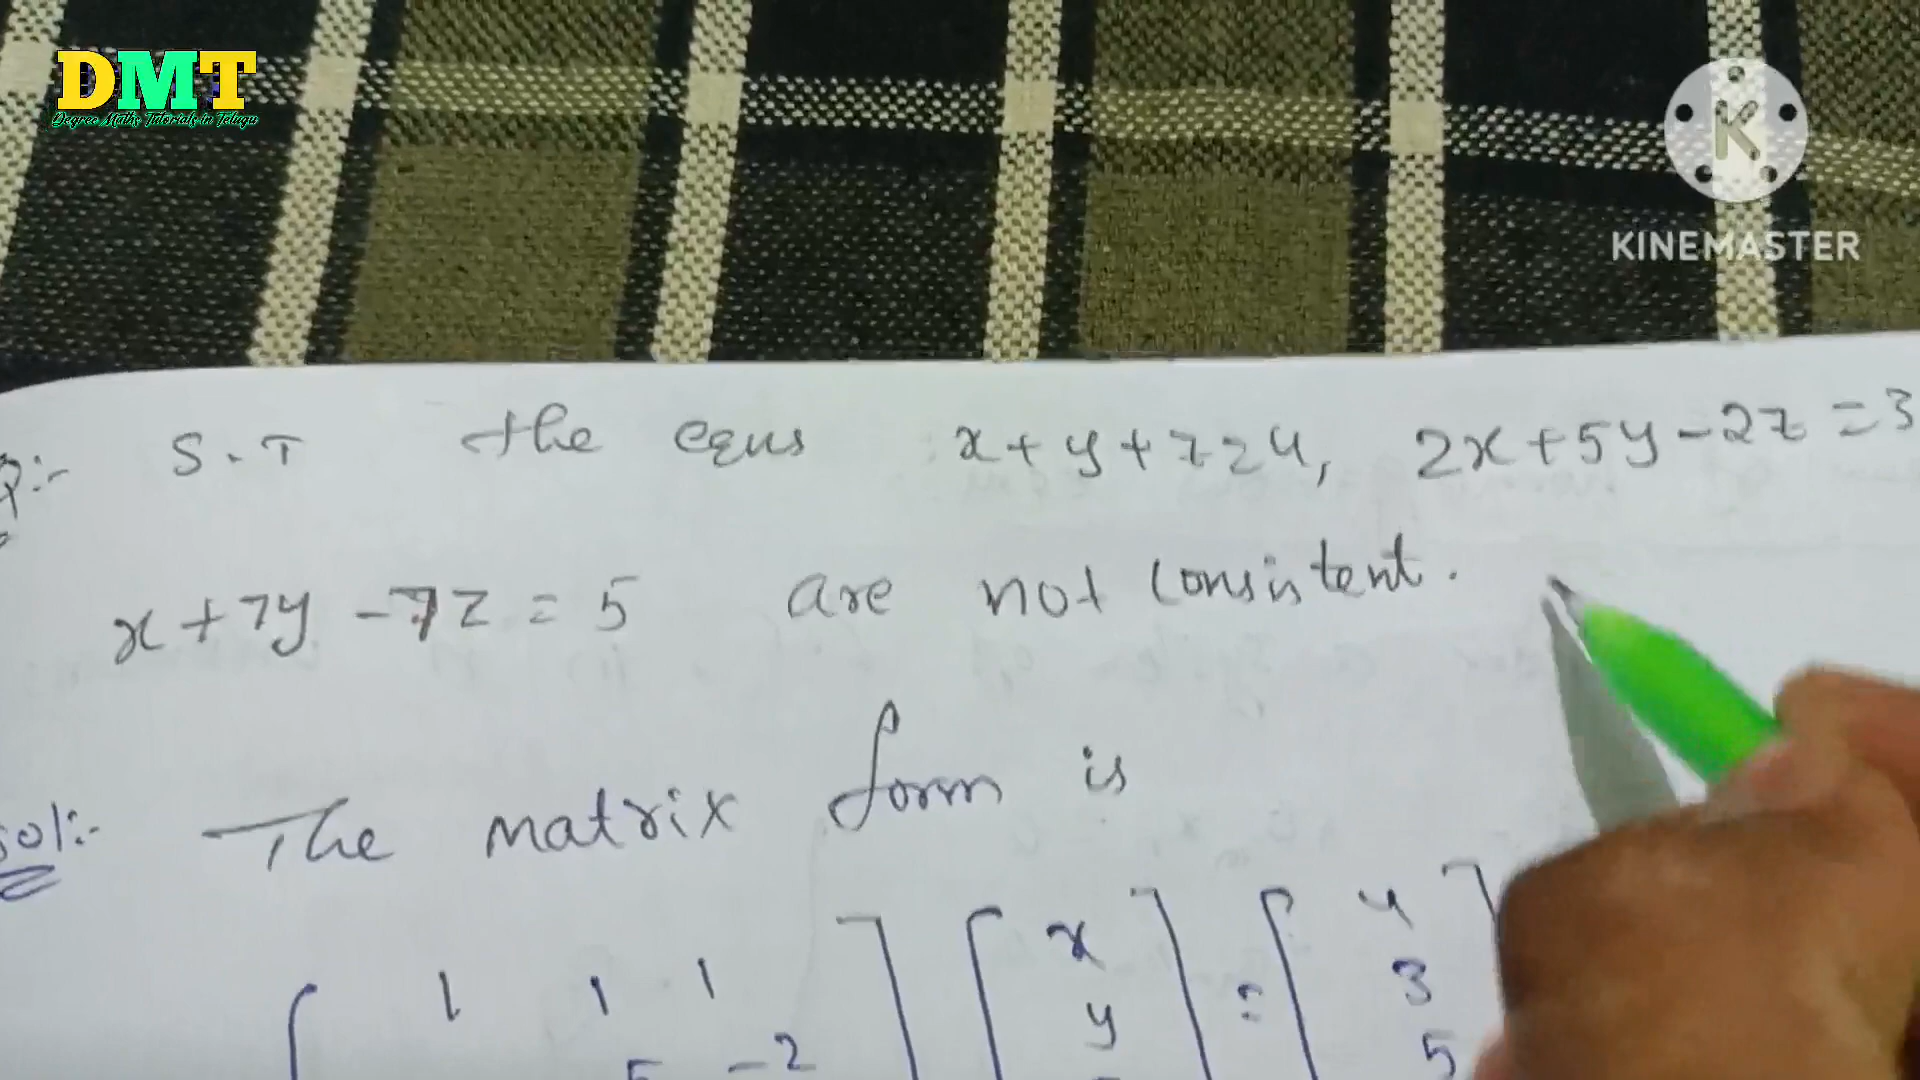 DMT
Degree Maths Tutorials in Telugu
K
KINEMASTER
Q:- S.T the equs x+y+z=4, 2x+5y-2z=3
x+7y-7z=5 are not consistent.
Sol:- The matrix form is
1 1 1 x = 4
5 -2 y 3
5